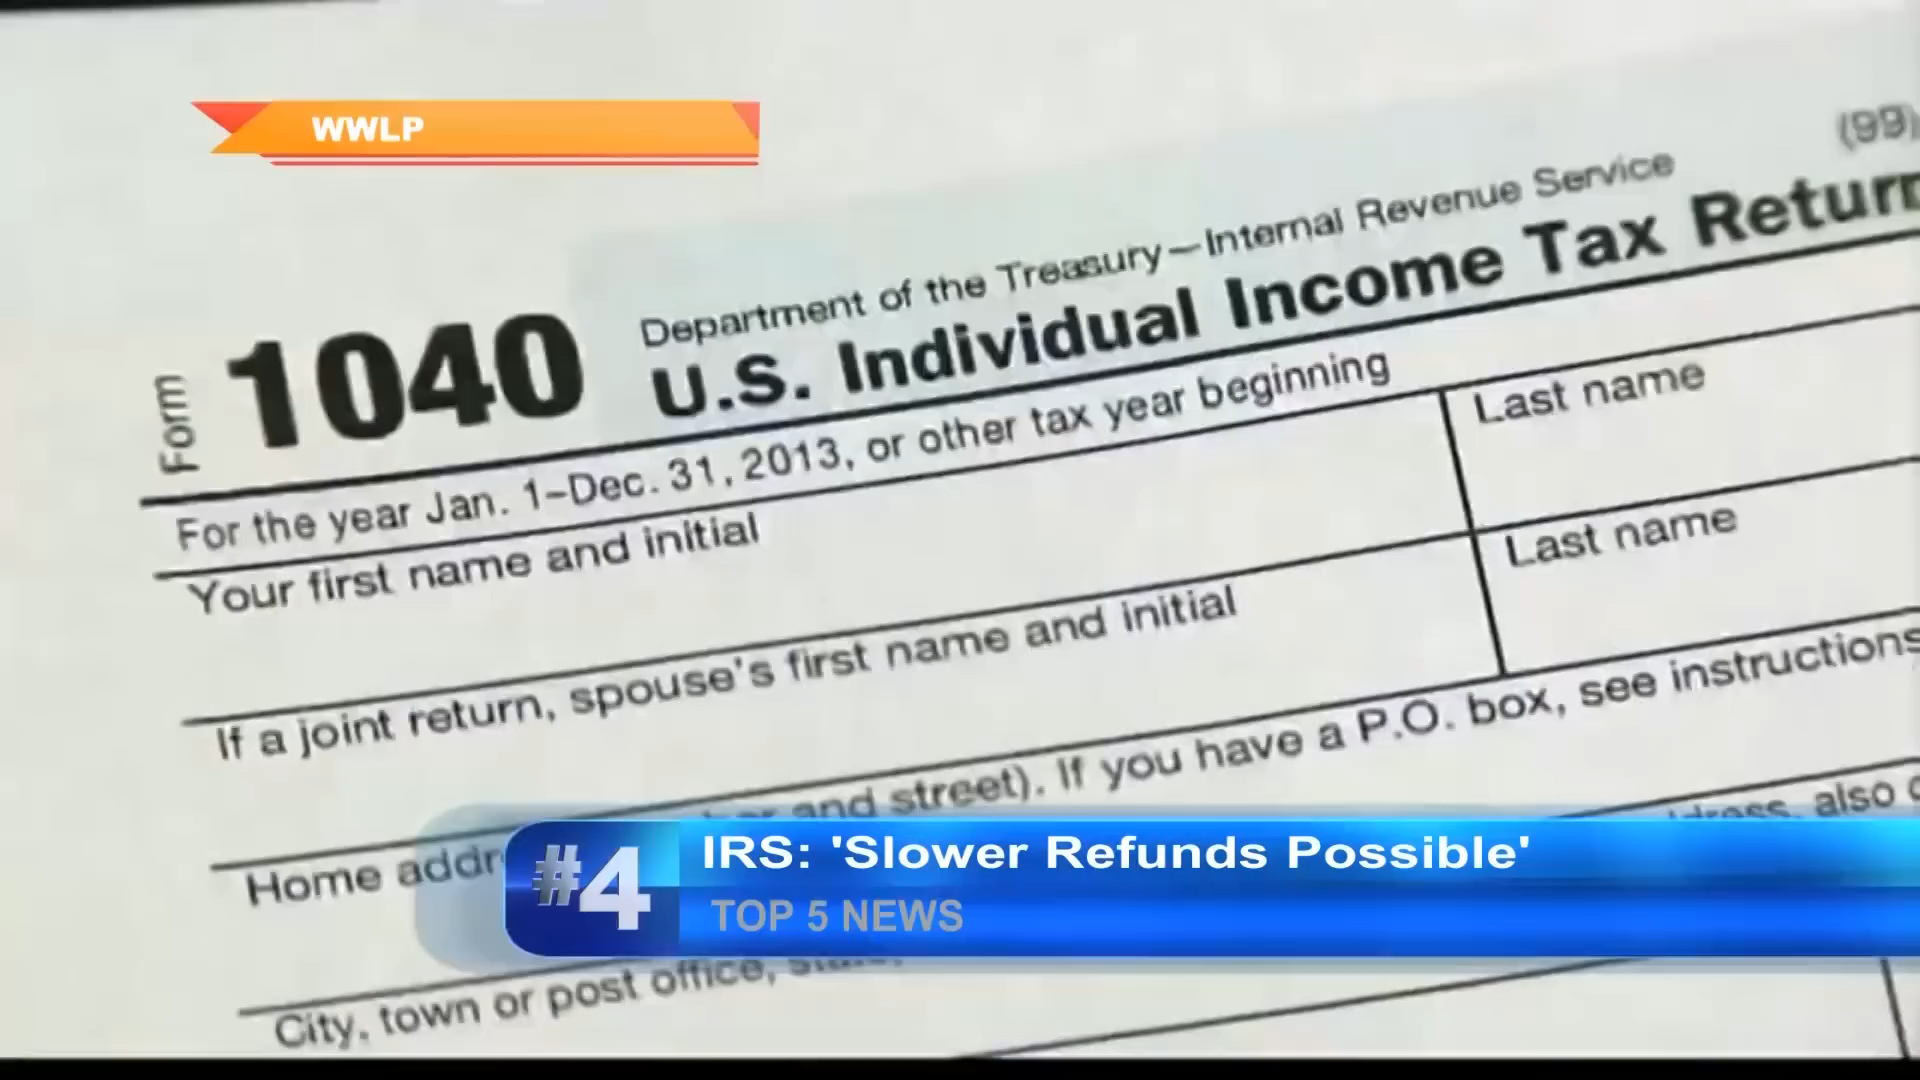 WWLP
(99)
Department of the Treasury—Internal Revenue Service
Form 1040 U.S. Individual Income Tax Return
For the year Jan. 1–Dec. 31, 2013, or other tax year beginning
Your first name and initial
Last name
If a joint return, spouse's first name and initial
Last name
Home and street). If you have a P.O. box, see instructions
City, town or post office,
also
#4
IRS: 'Slower Refunds Possible'
TOP 5 NEWS